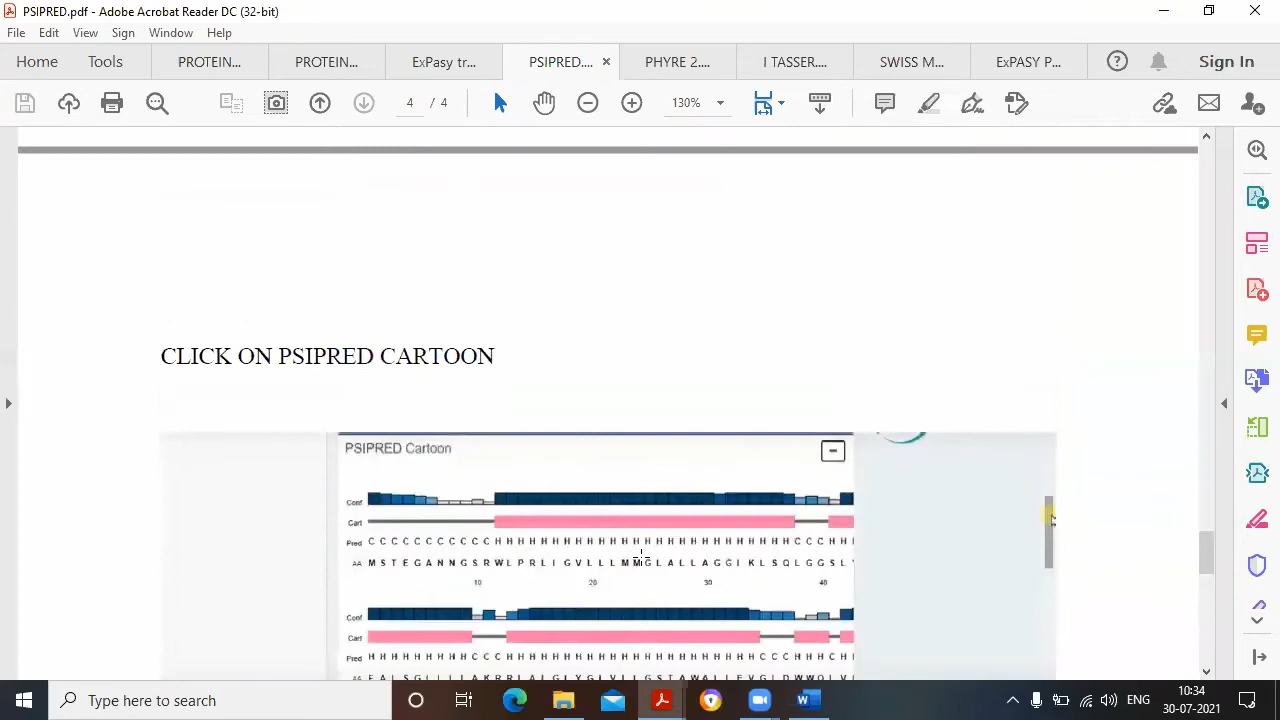 PSIPRED.pdf - Adobe Acrobat Reader DC (32-bit)
File Edit View Sign Window Help
Home Tools PROTEIN... PROTEIN... ExPasy tr... PSIPRED.... PHYRE 2.... I TASSER.... SWISS M... ExPASY P... Sign In
4 / 4 130%
CLICK ON PSIPRED CARTOON
PSIPRED Cartoon
Conf
Cart
Pred C C C C C C C C C C C H H H H H H H H H H H H H H H H H H H H H H H H H H C C C H H
AA M S T E G A N N G S R W L P R L I G V L L L M M G L A L L A G G I K L S Q L G G S L Y
10 20 30 40
Conf
Cart
Pred H H H H H H H H H C C C H H H H H H H H H H H H H H H H H H H H H H C C C H H H C H
AA
Type here to search
ENG 10:34
30-07-2021